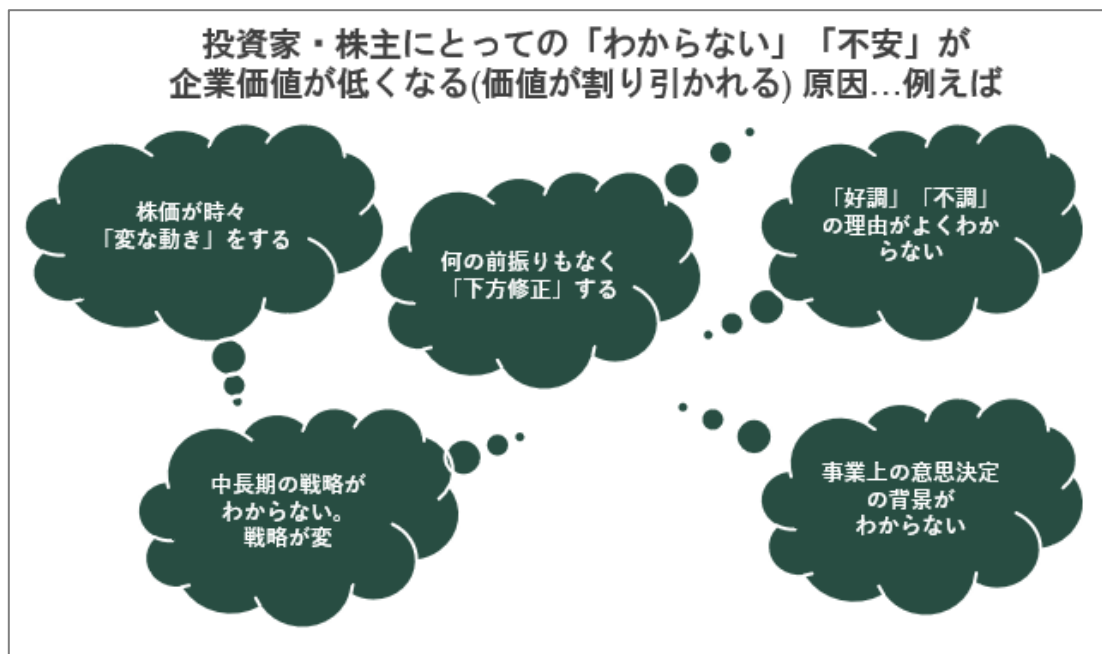 投資家・株主にとっての「わからない」「不安」が
企業価値が低くなる(価値が割り引かれる) 原因…例えば
株価が時々
「変な動き」をする
何の前振りもなく
「下方修正」する
「好調」「不調」
の理由がよくわか
らない
中長期の戦略が
わからない。
戦略が変
事業上の意思決定
の背景が
わからない